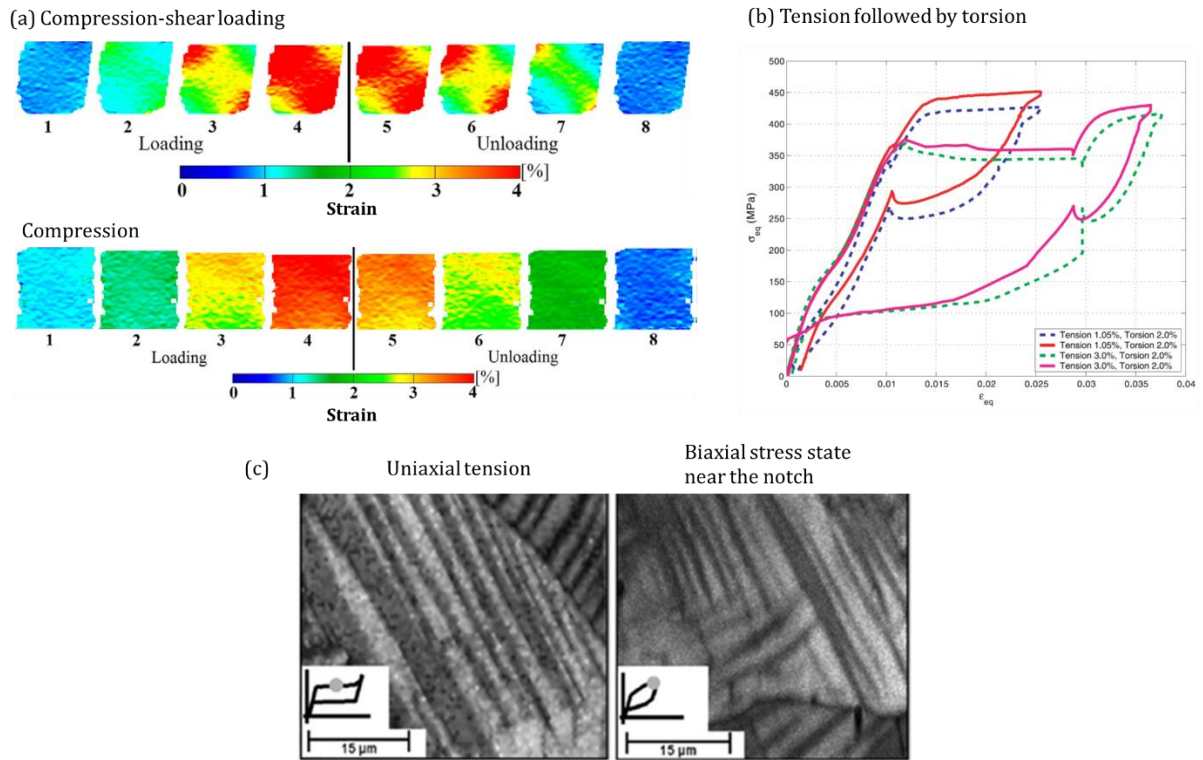 (a) Compression-shear loading
1 2 3 4 5 6 7 8
Loading Unloading
[%]
0 1 2 3 4
Strain
Compression
1 2 3 4 5 6 7 8
Loading Unloading
[%]
0 1 2 3 4
Strain
(b) Tension followed by torsion
500
450
400
350
300
250
200
150
100
50
0
σeq (MPa)
0 0.005 0.01 0.015 0.02 0.025 0.03 0.035 0.04
εeq
Tension 1.05%, Torsion 2.0%
Tension 1.05%, Torsion 2.0%
Tension 3.0%, Torsion 2.0%
Tension 3.0%, Torsion 2.0%
(c)
Uniaxial tension
Biaxial stress state
near the notch
15 µm
15 µm